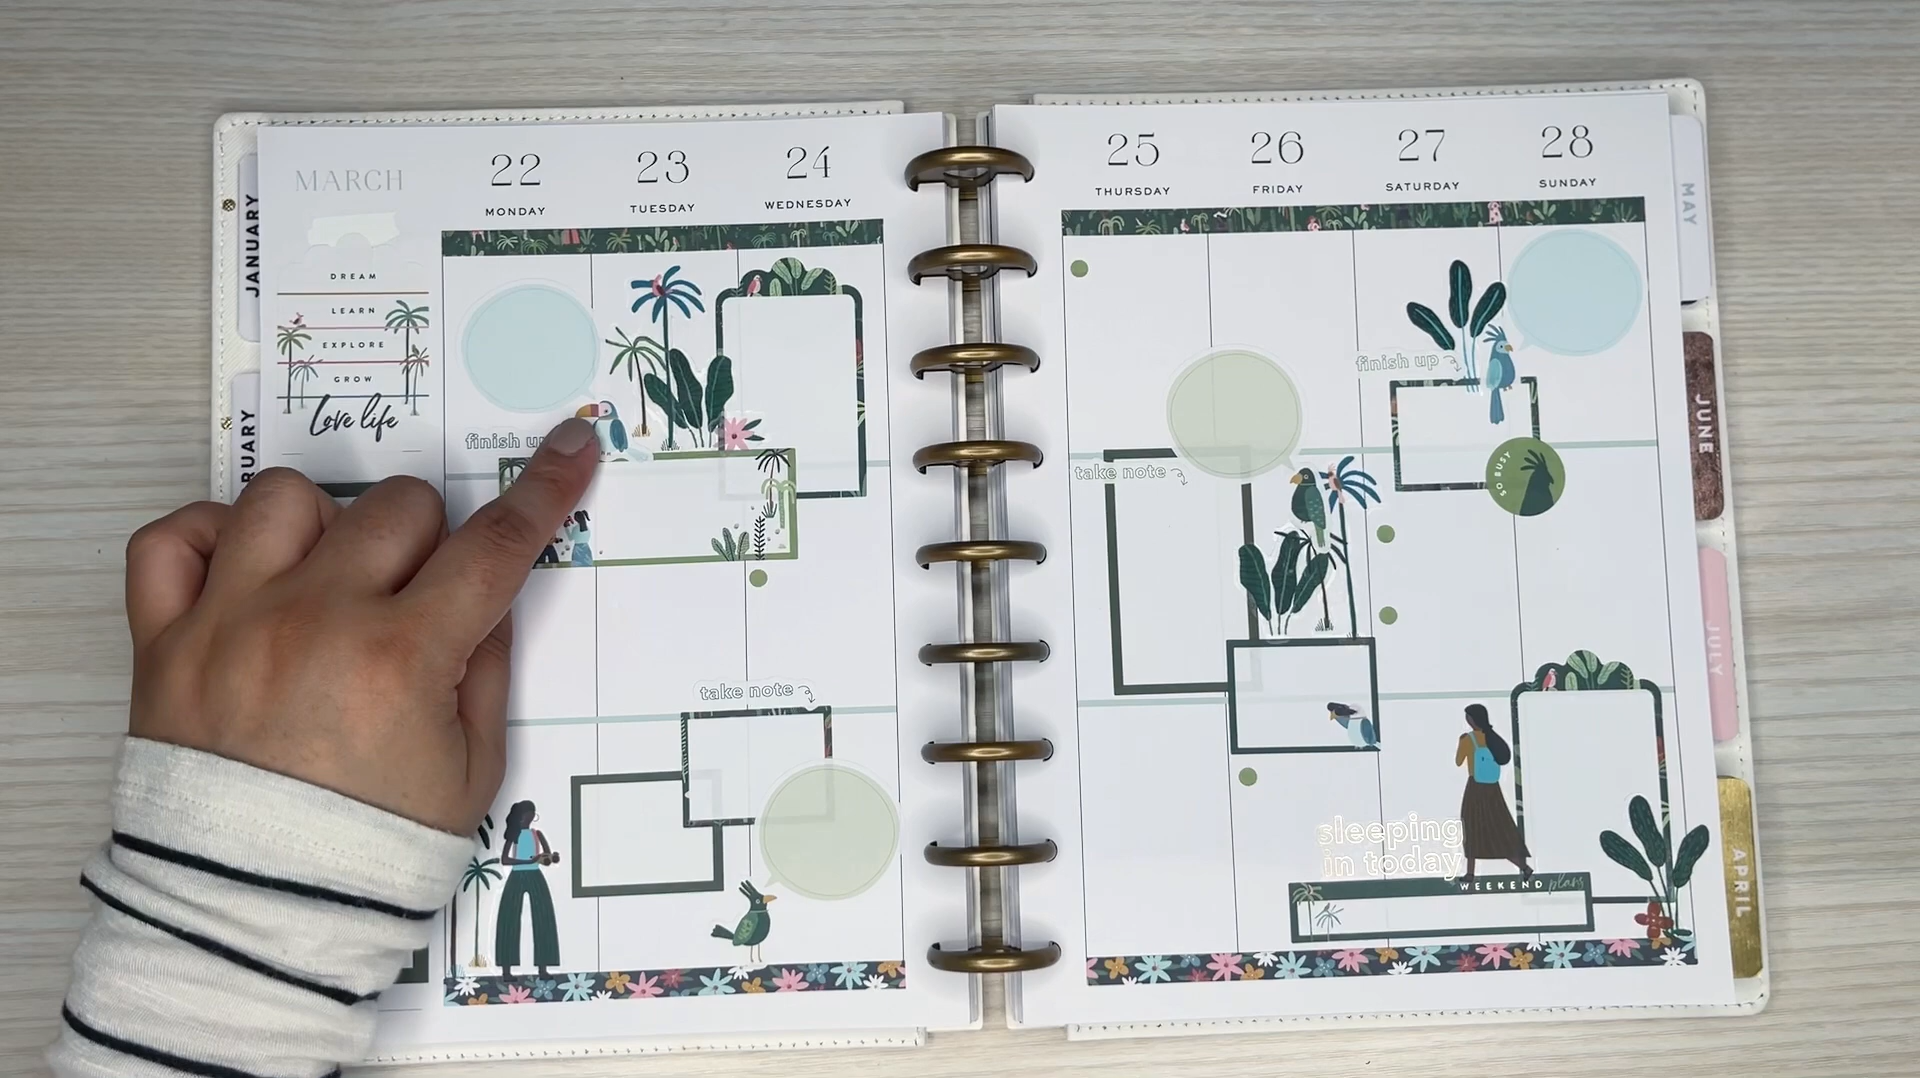 MARCH
DREAM
LEARN
EXPLORE
GROW
Love life
JANUARY
22
MONDAY
23
TUESDAY
24
WEDNESDAY
finish
take note
25
THURSDAY
26
FRIDAY
27
SATURDAY
28
SUNDAY
finish up
take note
SO BUSY
sleeping
in today
WEEKEND plans
MAY
JUNE
JULY
APRIL